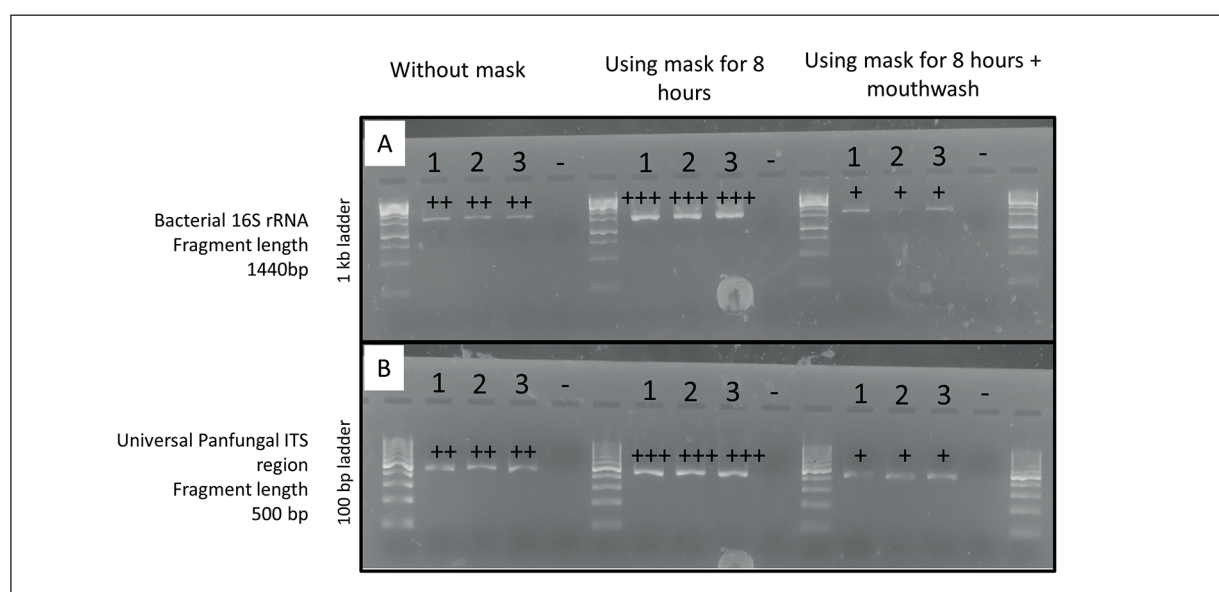 Without mask
Using mask for 8
hours
Using mask for 8 hours +
mouthwash
A
1 2 3 - 1 2 3 - 1 2 3 -
++ ++ ++ +++ +++ +++ + + +
Bacterial 16S rRNA
Fragment length
1440bp
1 kb ladder
B
1 2 3 - 1 2 3 - 1 2 3 -
++ ++ ++ +++ +++ +++ + + +
Universal Panfungal ITS
region
Fragment length
500 bp
100 bp ladder